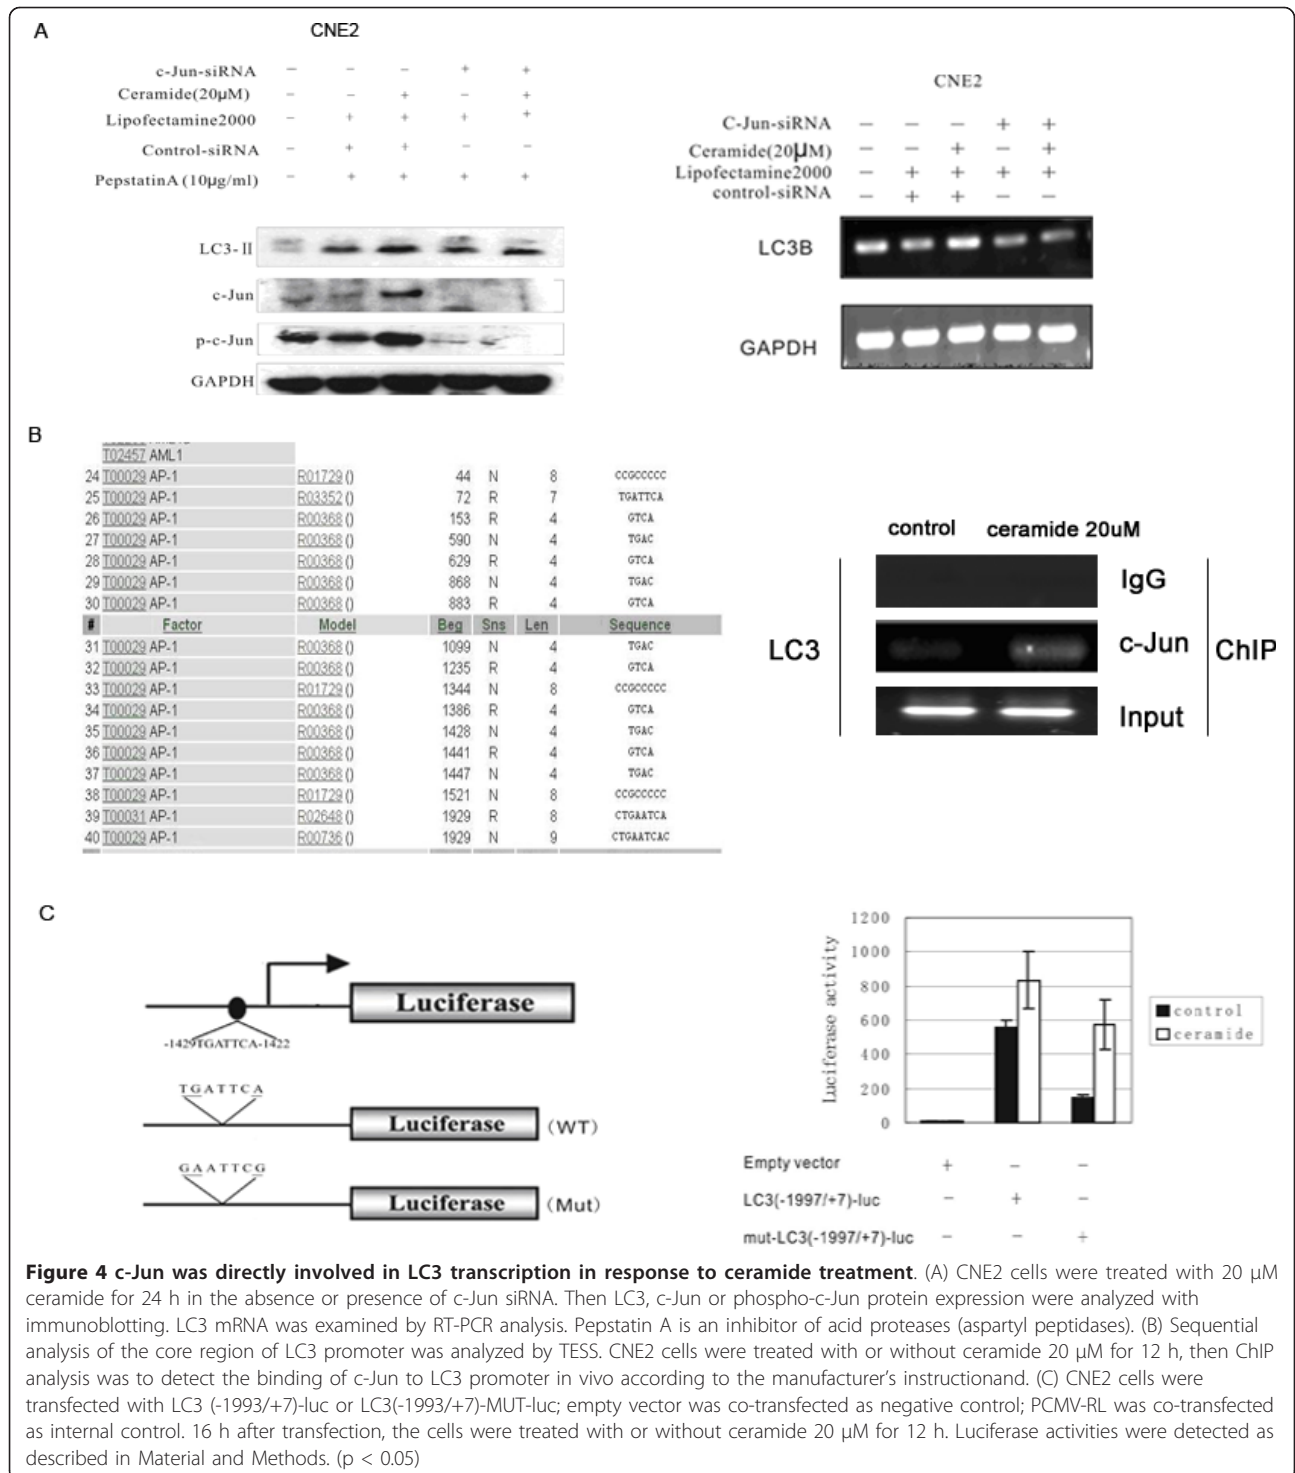 A
CNE2
c-Jun-siRNA – – – + +
Ceramide(20μM) – – + – +
Lipofectamine2000 – + + + +
Control-siRNA – + + – –
PepstatinA (10μg/ml) – + + + +
LC3-II
c-Jun
p-c-Jun
GAPDH
CNE2
C-Jun-siRNA – – – + +
Ceramide(20μM) – – + – +
Lipofectamine2000 – + + + +
control-siRNA – + + – –
LC3B
GAPDH
B
T02457 AML1
24 T00029 AP-1 R01729 () 44 N 8 CCGCCCCC
25 T00029 AP-1 R03352 () 72 R 7 TGATTCA
26 T00029 AP-1 R00368 () 153 R 4 GTCA
27 T00029 AP-1 R00368 () 590 N 4 TGAC
28 T00029 AP-1 R00368 () 629 R 4 GTCA
29 T00029 AP-1 R00368 () 868 N 4 TGAC
30 T00029 AP-1 R00368 () 883 R 4 GTCA
# Factor Model Beg Sns Len Sequence
31 T00029 AP-1 R00368 () 1099 N 4 TGAC
32 T00029 AP-1 R00368 () 1235 R 4 GTCA
33 T00029 AP-1 R01729 () 1344 N 8 CCGCCCCC
34 T00029 AP-1 R00368 () 1386 R 4 GTCA
35 T00029 AP-1 R00368 () 1428 N 4 TGAC
36 T00029 AP-1 R00368 () 1441 R 4 GTCA
37 T00029 AP-1 R00368 () 1447 N 4 TGAC
38 T00029 AP-1 R01729 () 1521 N 8 CCGCCCCC
39 T00031 AP-1 R02648 () 1929 R 8 CTGAATCA
40 T00029 AP-1 R00736 () 1929 N 9 CTGAATCAC
control ceramide 20uM
IgG
LC3 c-Jun ChIP
Input
C
Luciferase
-1429TGATTCA-1422
TGATTCA
Luciferase (WT)
GAATTCG
Luciferase (Mut)
Luciferase activity
1200
1000
800
600
400
200
0
control
ceramide
Empty vector + – –
LC3(-1997/+7)-luc – + –
mut-LC3(-1997/+7)-luc – – +
Figure 4 c-Jun was directly involved in LC3 transcription in response to ceramide treatment. (A) CNE2 cells were treated with 20 μM
ceramide for 24 h in the absence or presence of c-Jun siRNA. Then LC3, c-Jun or phospho-c-Jun protein expression were analyzed with
immunoblotting. LC3 mRNA was examined by RT-PCR analysis. Pepstatin A is an inhibitor of acid proteases (aspartyl peptidases). (B) Sequential
analysis of the core region of LC3 promoter was analyzed by TESS. CNE2 cells were treated with or without ceramide 20 μM for 12 h, then ChIP
analysis was to detect the binding of c-Jun to LC3 promoter in vivo according to the manufacturer's instructionand. (C) CNE2 cells were
transfected with LC3 (-1993/+7)-luc or LC3(-1993/+7)-MUT-luc; empty vector was co-transfected as negative control; PCMV-RL was co-transfected
as internal control. 16 h after transfection, the cells were treated with or without ceramide 20 μM for 12 h. Luciferase activities were detected as
described in Material and Methods. (p < 0.05)